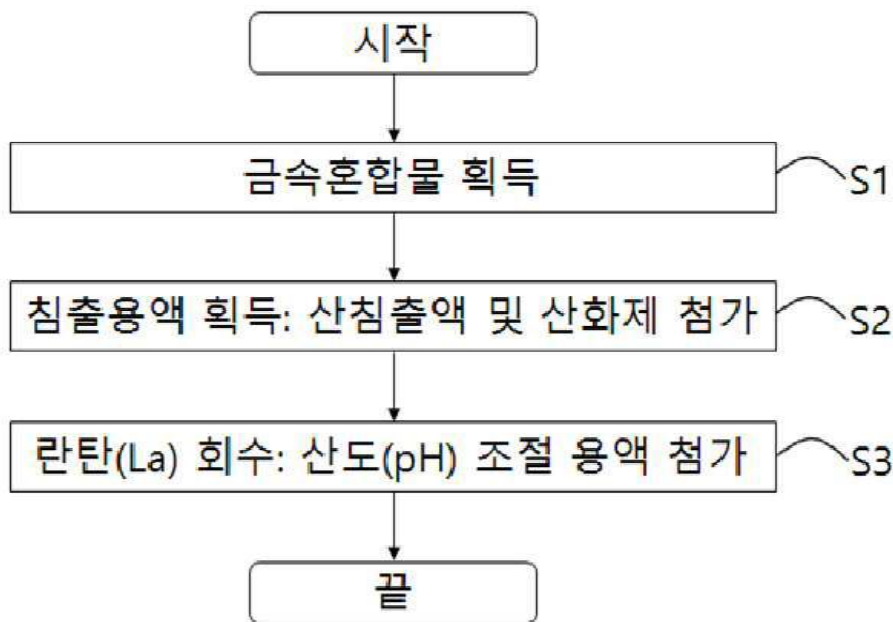 시작
금속혼합물 획득
S1
침출용액 획득: 산침출액 및 산화제 첨가
S2
란탄(La) 회수: 산도(pH) 조절 용액 첨가
S3
끝